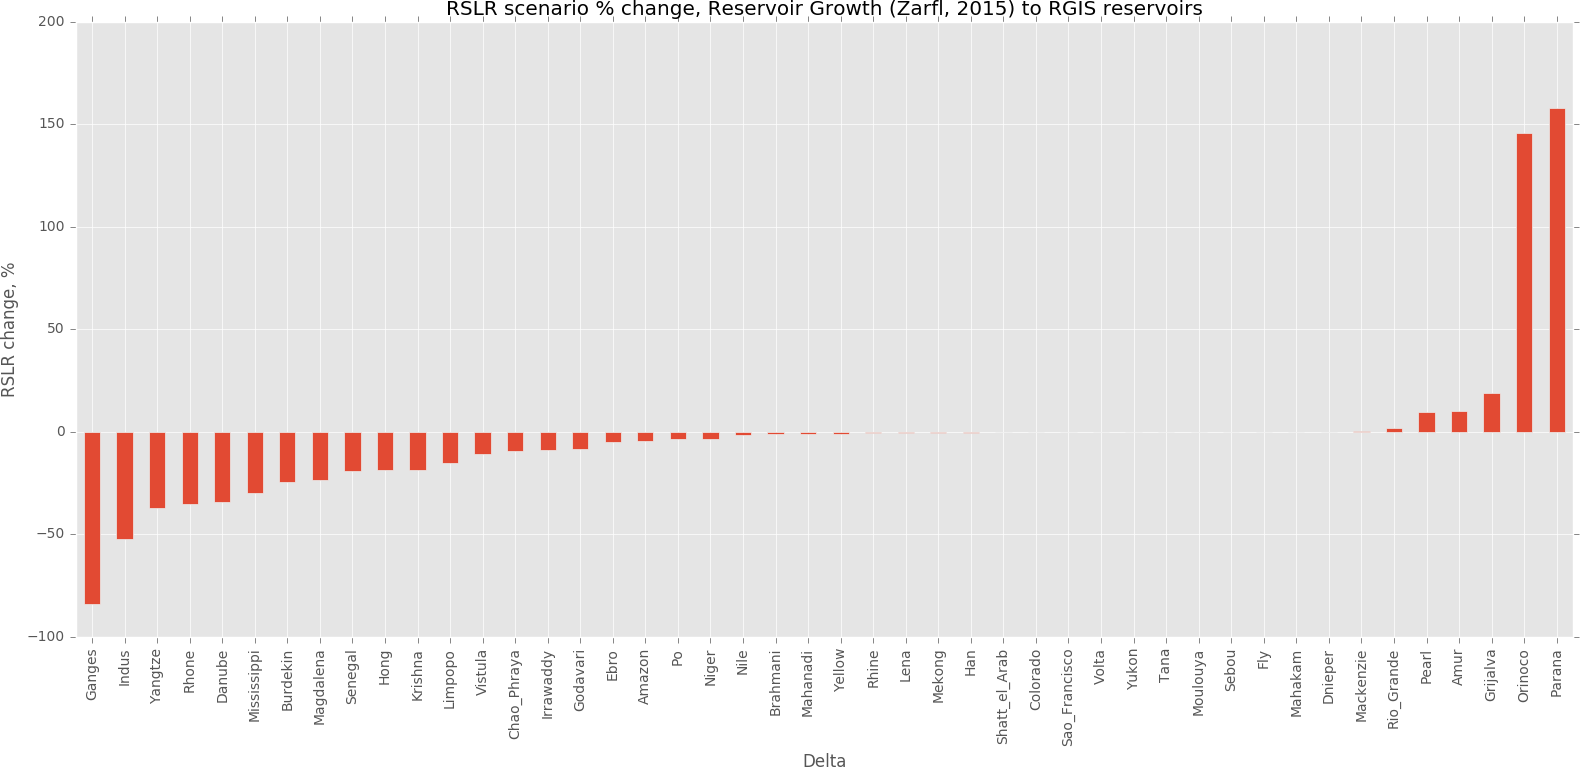 RSLR scenario % change, Reservoir Growth (Zarfl, 2015) to RGIS reservoirs
200
150
100
50
0
−50
−100
RSLR change, %
Ganges
Indus
Yangtze
Rhone
Danube
Mississippi
Burdekin
Magdalena
Senegal
Hong
Krishna
Limpopo
Vistula
Chao_Phraya
Irrawaddy
Godavari
Ebro
Amazon
Po
Niger
Nile
Brahmani
Mahanadi
Yellow
Rhine
Lena
Mekong
Han
Shatt_el_Arab
Colorado
Sao_Francisco
Volta
Yukon
Tana
Moulouya
Sebou
Fly
Mahakam
Dnieper
Mackenzie
Rio_Grande
Pearl
Amur
Grijalva
Orinoco
Parana
Delta